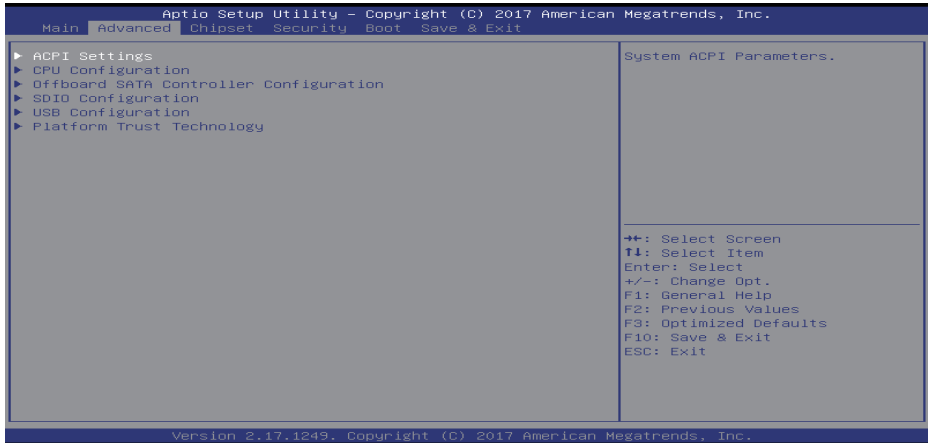 Aptio Setup Utility – Copyright (C) 2017 American Megatrends, Inc.
Main Advanced Chipset Security Boot Save & Exit
▶ ACPI Settings
▶ CPU Configuration
▶ Offboard SATA Controller Configuration
▶ SDIO Configuration
▶ USB Configuration
▶ Platform Trust Technology
System ACPI Parameters.
→←: Select Screen
↑↓: Select Item
Enter: Select
+/-: Change Opt.
F1: General Help
F2: Previous Values
F3: Optimized Defaults
F10: Save & Exit
ESC: Exit
Version 2.17.1249. Copyright (C) 2017 American Megatrends, Inc.